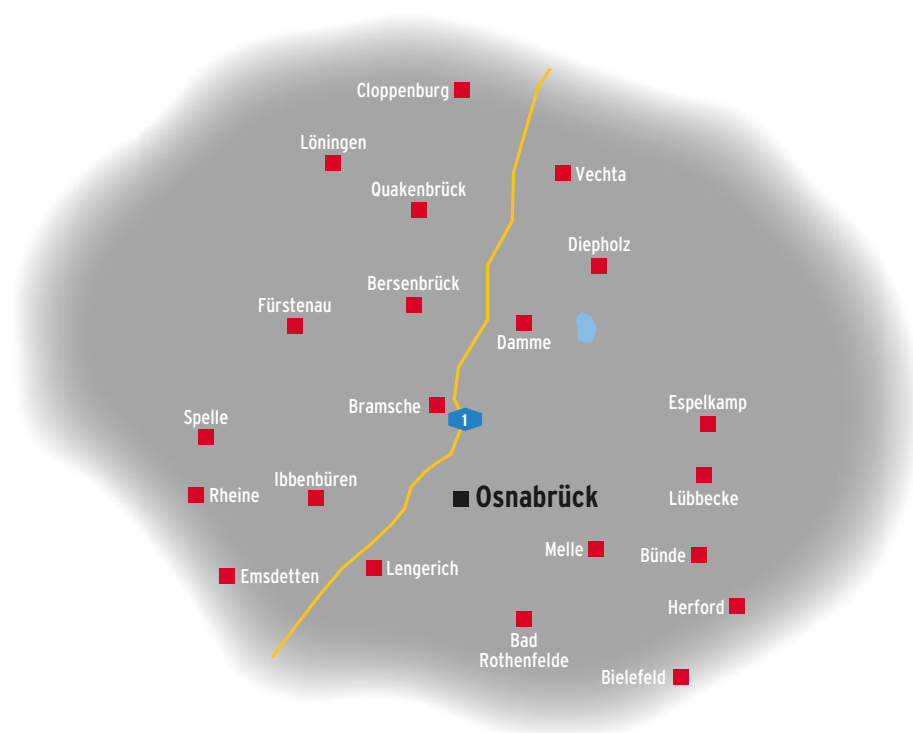 Cloppenburg
Löningen
Vechta
Quakenbrück
Diepholz
Bersenbrück
Fürstenau
Damme
Bramsche
Espelkamp
Spelle
1
Ibbenbüren
Rheine
Osnabrück
Lübbecke
Melle
Bünde
Lengerich
Emsdetten
Herford
Bad
Rothenfelde
Bielefeld